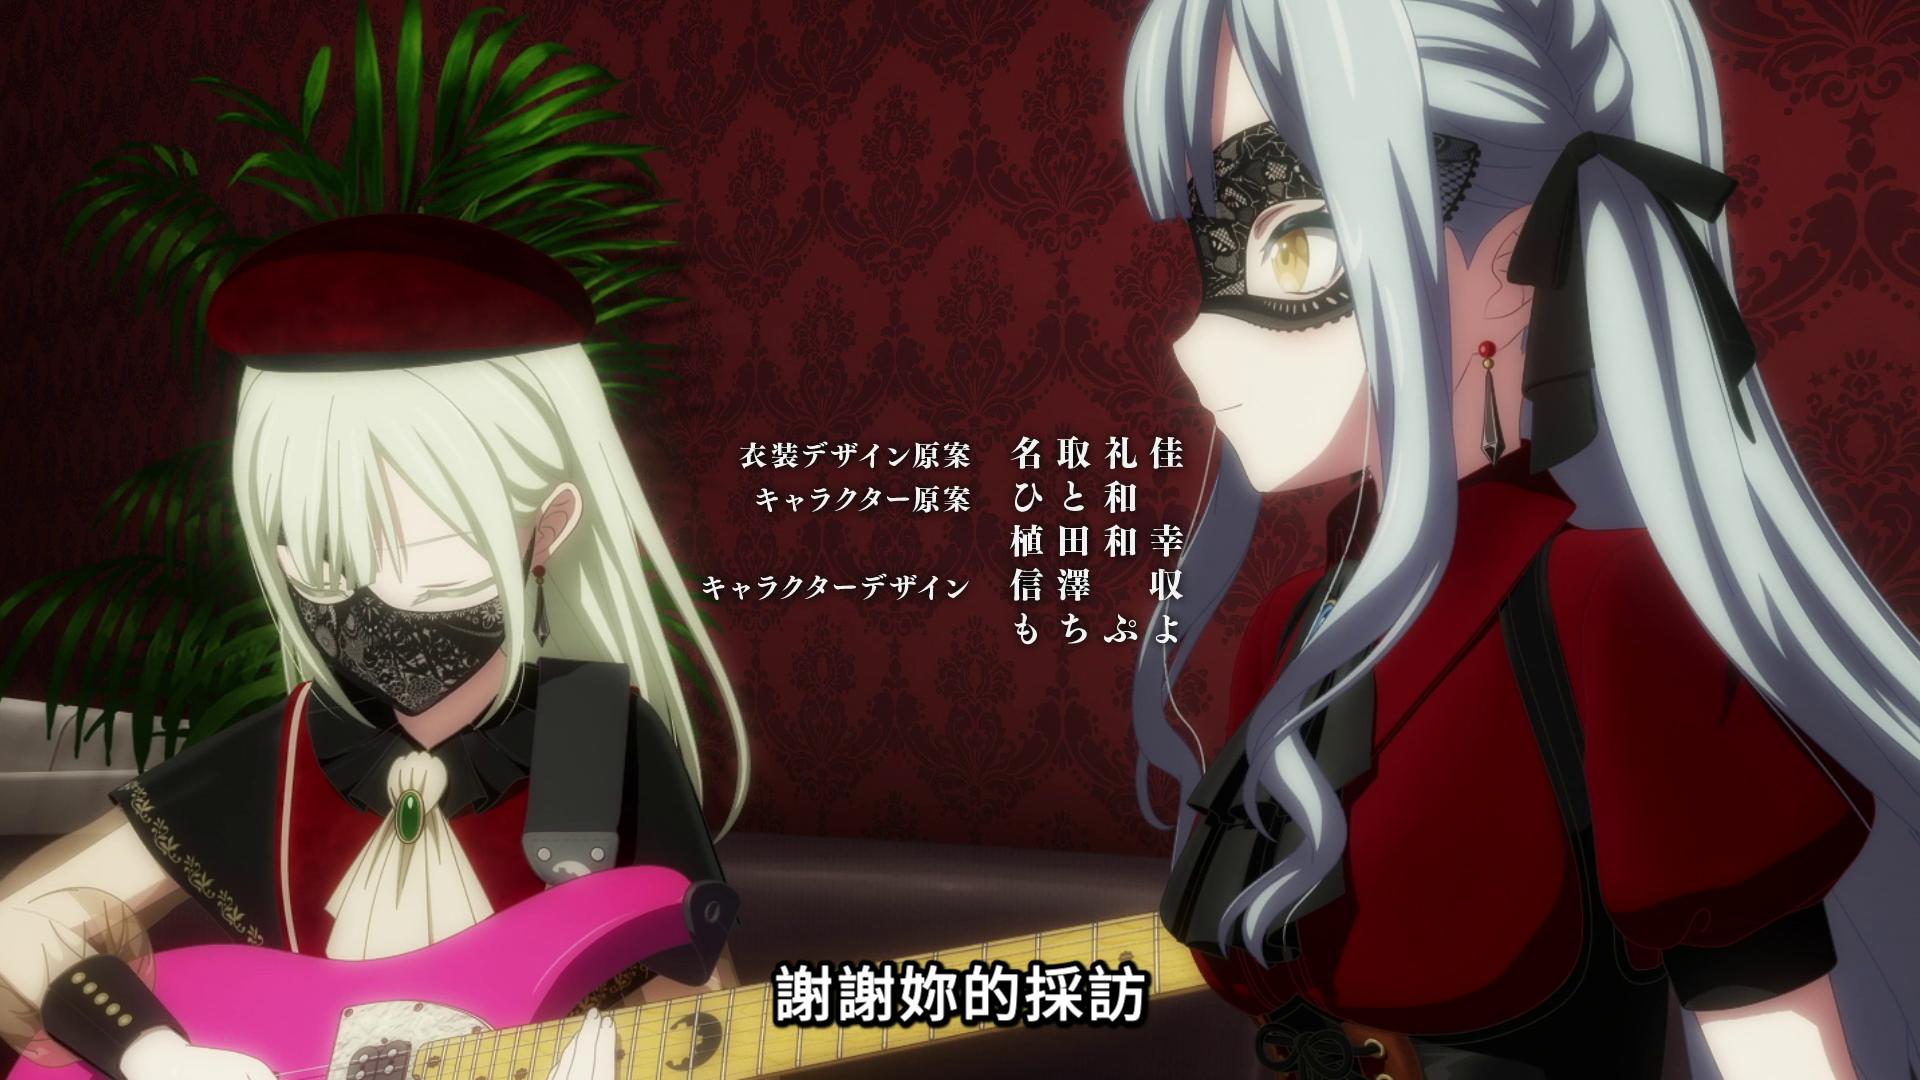 衣装デザイン原案 名取礼佳
キャラクター原案 ひと和
植田和幸
キャラクターデザイン 信澤 収
もちぷよ
謝謝妳的採訪